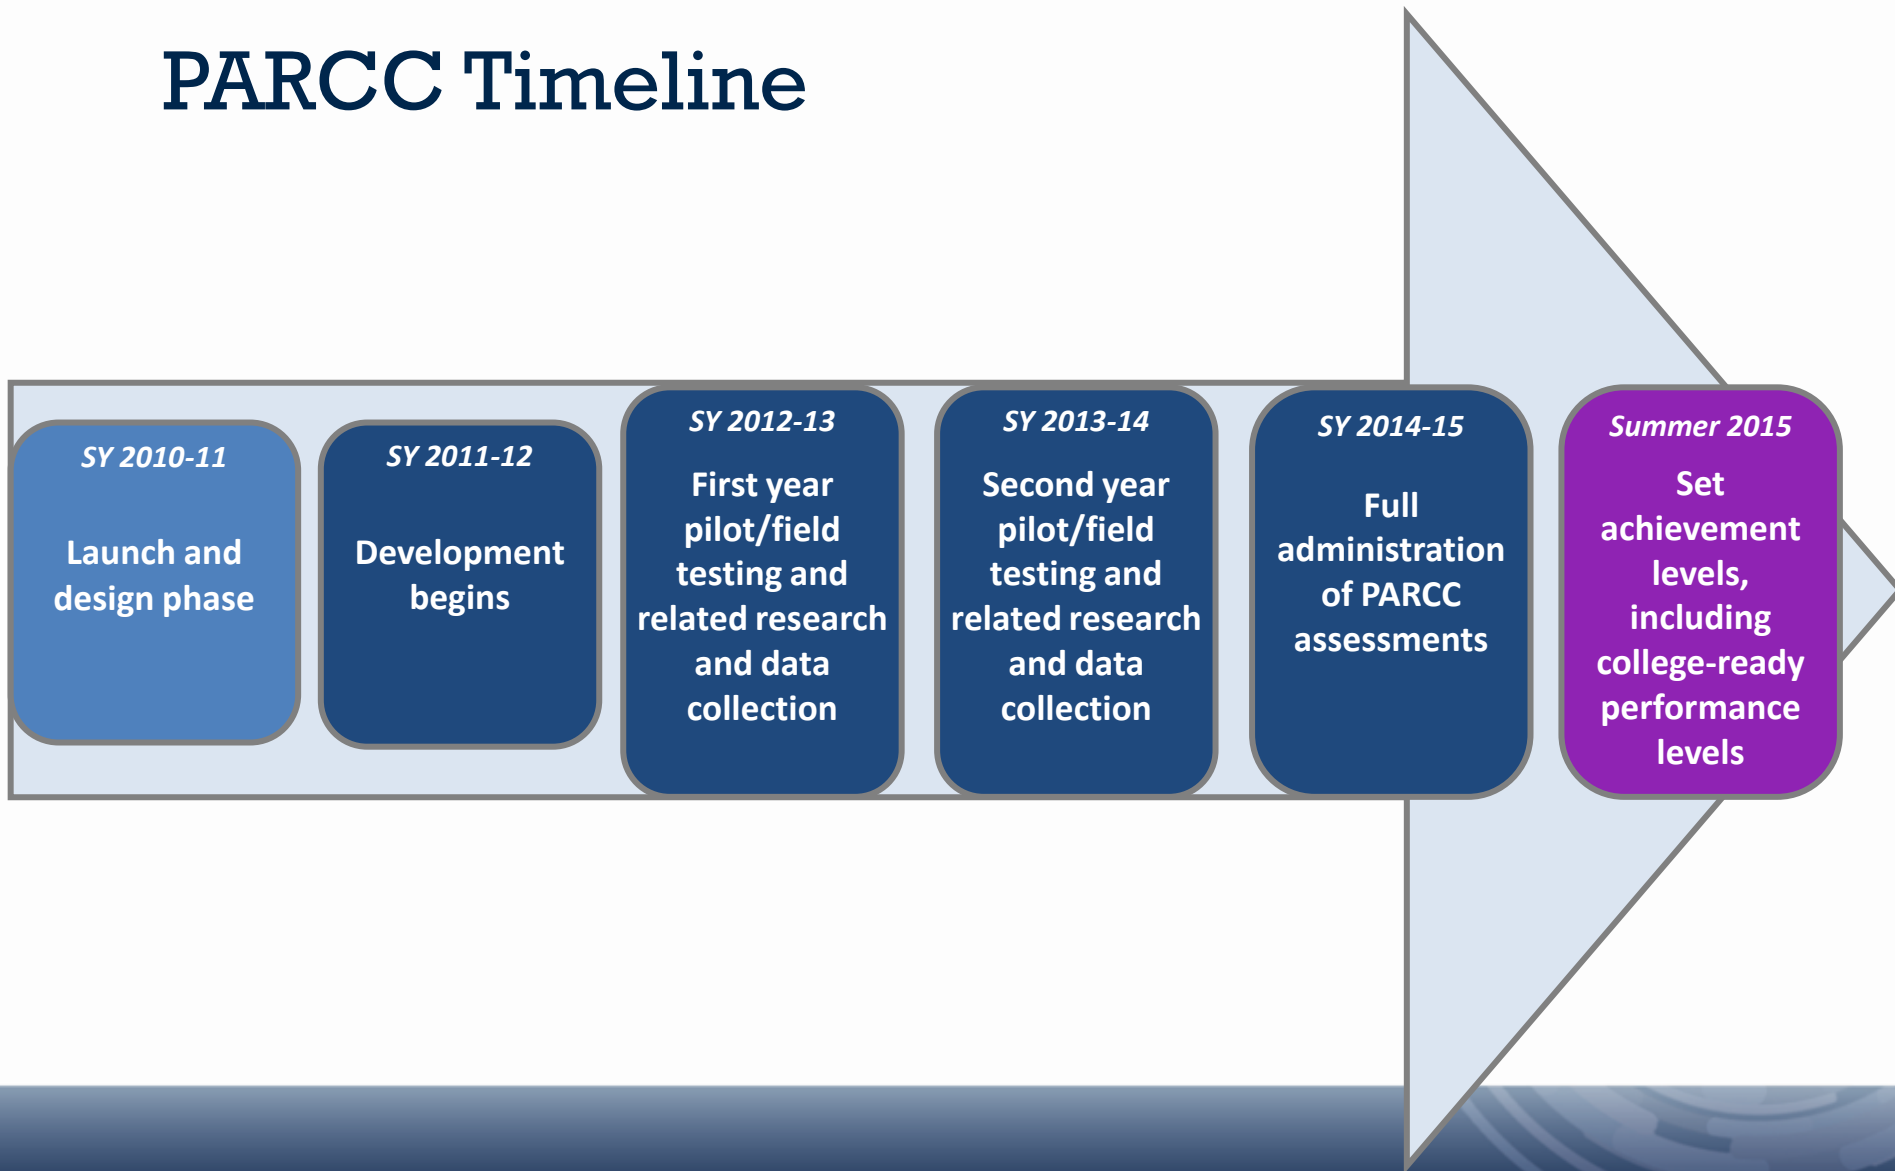 PARCC Timeline
SY 2010-11
Launch and
design phase
SY 2011-12
Development
begins
SY 2012-13
First year
pilot/field
testing and
related research
and data
collection
SY 2013-14
Second year
pilot/field
testing and
related research
and data
collection
SY 2014-15
Full
administration
of PARCC
assessments
Summer 2015
Set
achievement
levels,
including
college-ready
performance
levels